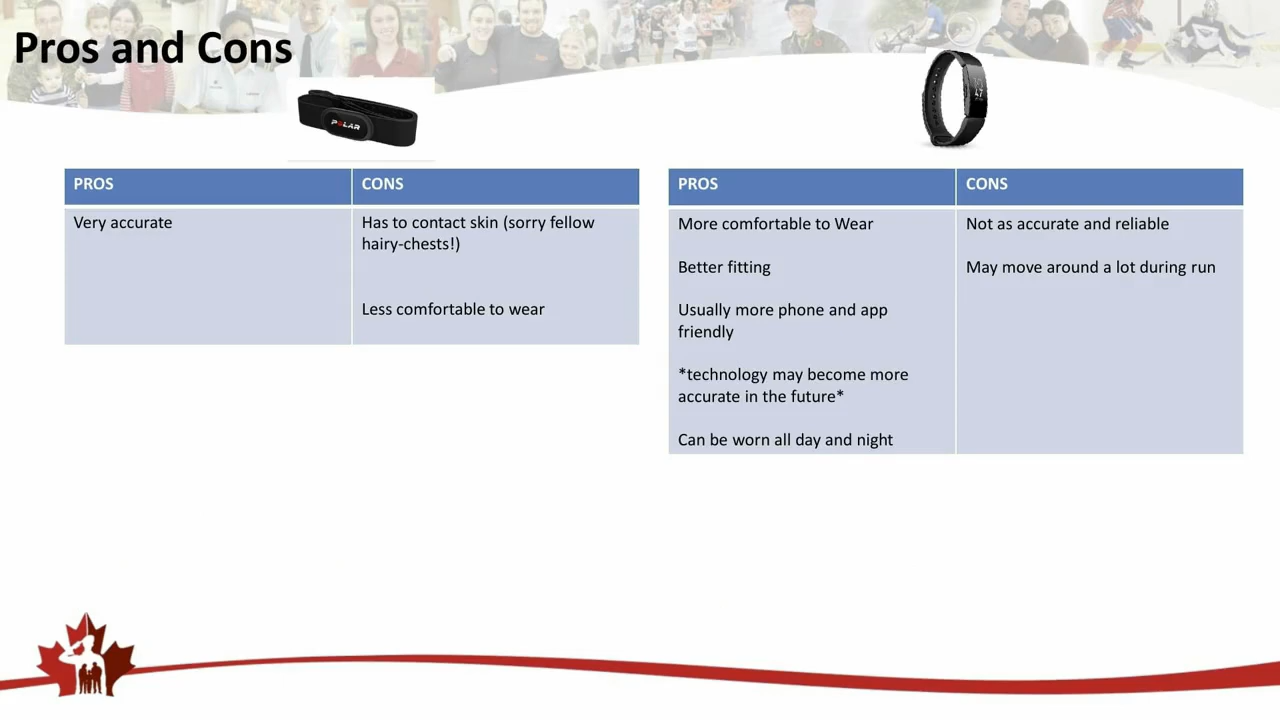 Pros and Cons
POLAR
PROS
CONS
Very accurate
Has to contact skin (sorry fellow
hairy-chests!)
Less comfortable to wear
PROS
CONS
More comfortable to Wear
Better fitting
Usually more phone and app
friendly
*technology may become more
accurate in the future*
Can be worn all day and night
Not as accurate and reliable
May move around a lot during run